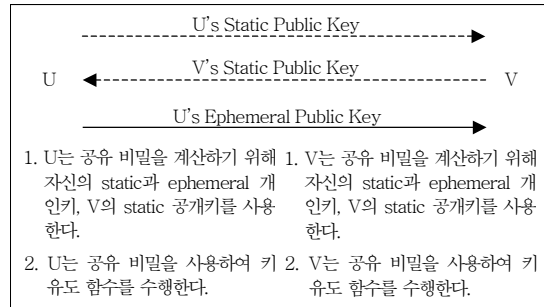 U's Static Public Key
V's Static Public Key
U
V
U's Ephemeral Public Key
1. U는 공유 비밀을 계산하기 위해
자신의 static과 ephemeral 개
인키, V의 static 공개키를 사용
한다.
2. U는 공유 비밀을 사용하여 키
유도 함수를 수행한다.
1. V는 공유 비밀을 계산하기 위해
자신의 static과 ephemeral 개
인키, V의 static 공개키를 사용
한다.
2. V는 공유 비밀을 사용하여 키
유도 함수를 수행한다.